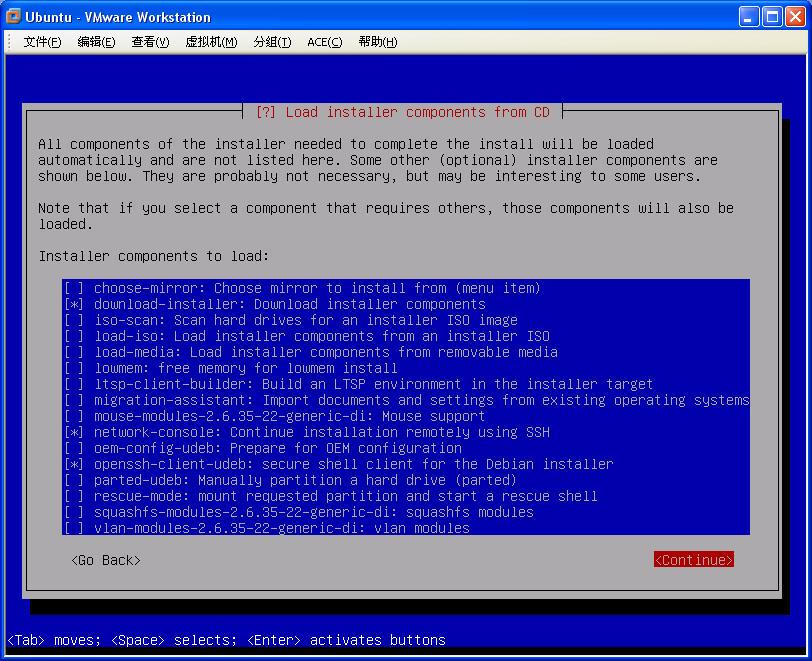 Ubuntu - VMware Workstation
文件(F) 编辑(E) 查看(V) 虚拟机(M) 分组(T) ACE(C) 帮助(H)
[?] Load installer components from CD
All components of the installer needed to complete the install will be loaded
automatically and are not listed here. Some other (optional) installer components are
shown below. They are probably not necessary, but may be interesting to some users.
Note that if you select a component that requires others, those components will also be
loaded.
Installer components to load:
[ ] choose-mirror: Choose mirror to install from (menu item)
[*] download-installer: Download installer components
[ ] iso-scan: Scan hard drives for an installer ISO image
[ ] load-iso: Load installer components from an installer ISO
[ ] load-media: Load installer components from removable media
[ ] lowmem: free memory for lowmem install
[ ] ltsp-client-builder: Build an LTSP environment in the installer target
[ ] migration-assistant: Import documents and settings from existing operating systems
[ ] mouse-modules-2.6.35-22-generic-di: Mouse support
[*] network-console: Continue installation remotely using SSH
[ ] oem-config-udeb: Prepare for OEM configuration
[*] openssh-client-udeb: secure shell client for the Debian installer
[ ] parted-udeb: Manually partition a hard drive (parted)
[ ] rescue-mode: mount requested partition and start a rescue shell
[ ] squashfs-modules-2.6.35-22-generic-di: squashfs modules
[ ] vlan-modules-2.6.35-22-generic-di: vlan modules
<Go Back> <Continue>
<Tab> moves; <Space> selects; <Enter> activates buttons